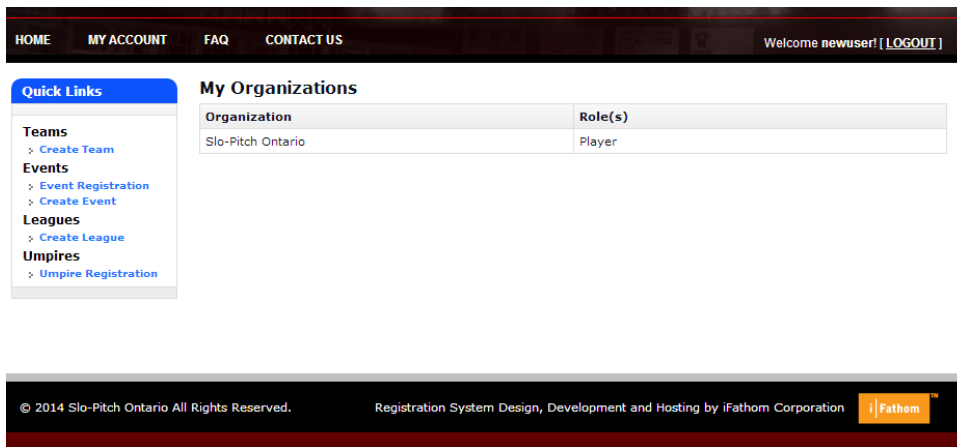 HOME MY ACCOUNT FAQ CONTACT US Welcome newuser! [ LOGOUT ]
Quick Links
Teams
Create Team
Events
Event Registration
Create Event
Leagues
Create League
Umpires
Umpire Registration
My Organizations
Organization Role(s)
Slo-Pitch Ontario Player
© 2014 Slo-Pitch Ontario All Rights Reserved. Registration System Design, Development and Hosting by iFathom Corporation i|Fathom™